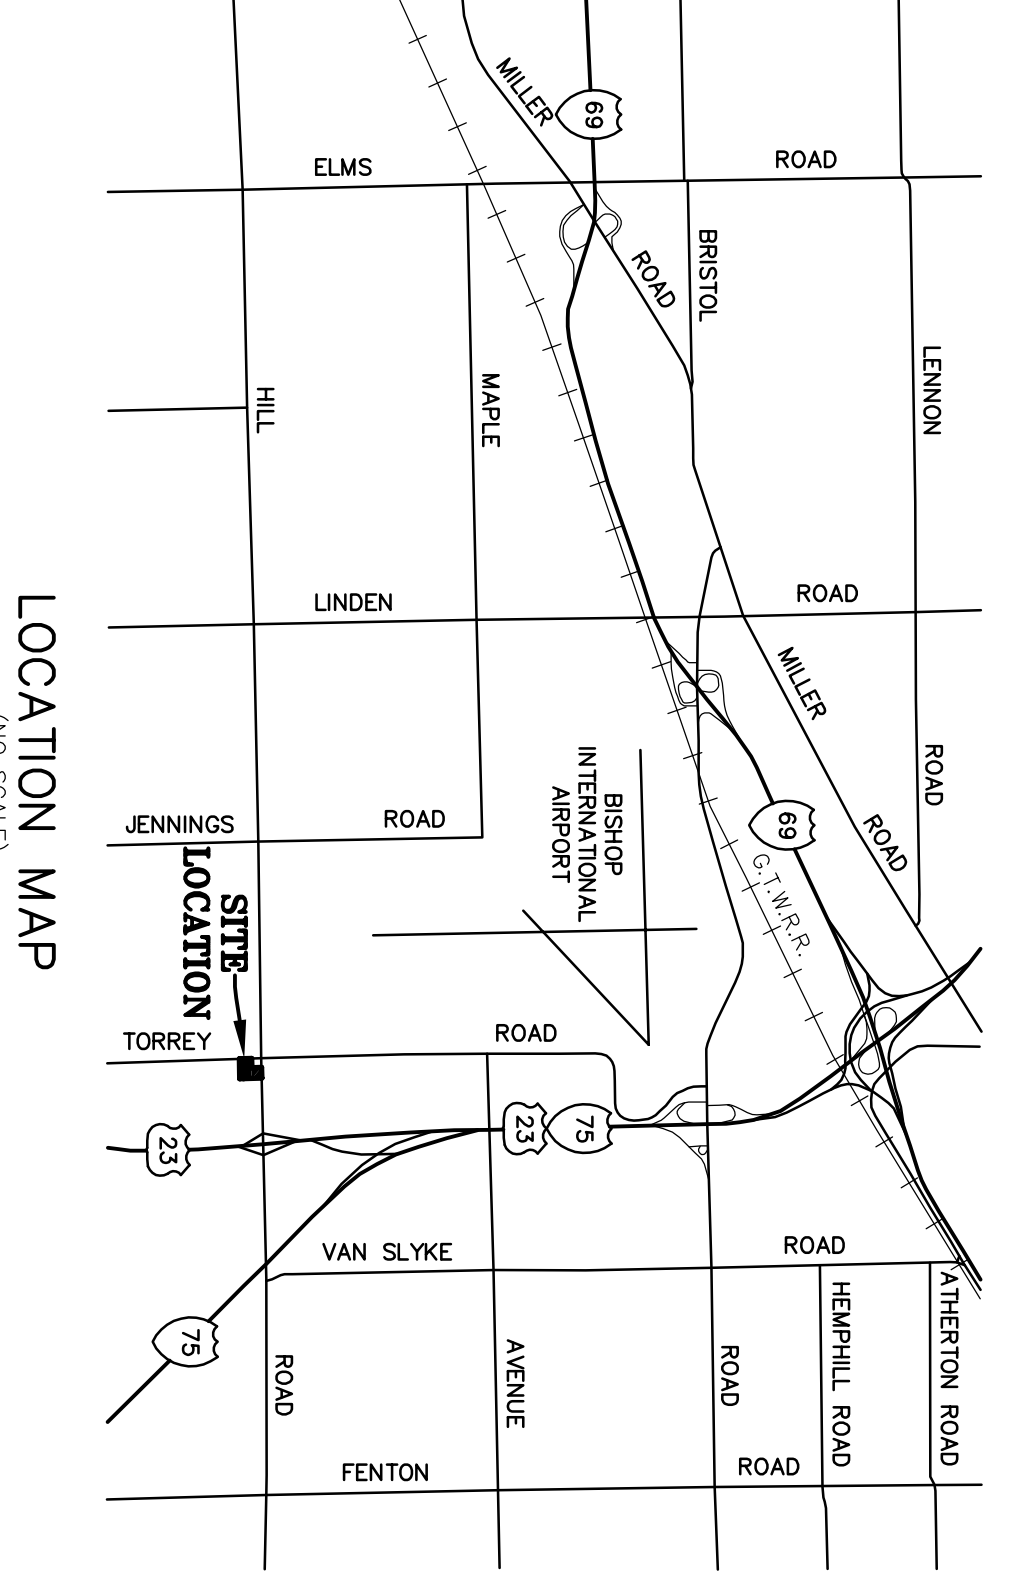 MILLER
69
ELMS
ROAD
BRISTOL
ROAD
LENNON
HILL
MAPLE
LINDEN
ROAD
MILLER
ROAD
ROAD
BISHOP
INTERNATIONAL
AIRPORT
69
G.T.W.R.R.
JENNINGS
ROAD
SITE
LOCATION
TORREY
ROAD
23
75
23
VAN SLYKE
ROAD
75
ROAD
AVENUE
ROAD
HEMPHILL ROAD
ATHERTON ROAD
FENTON
ROAD
LOCATION MAP
(NO SCALE)